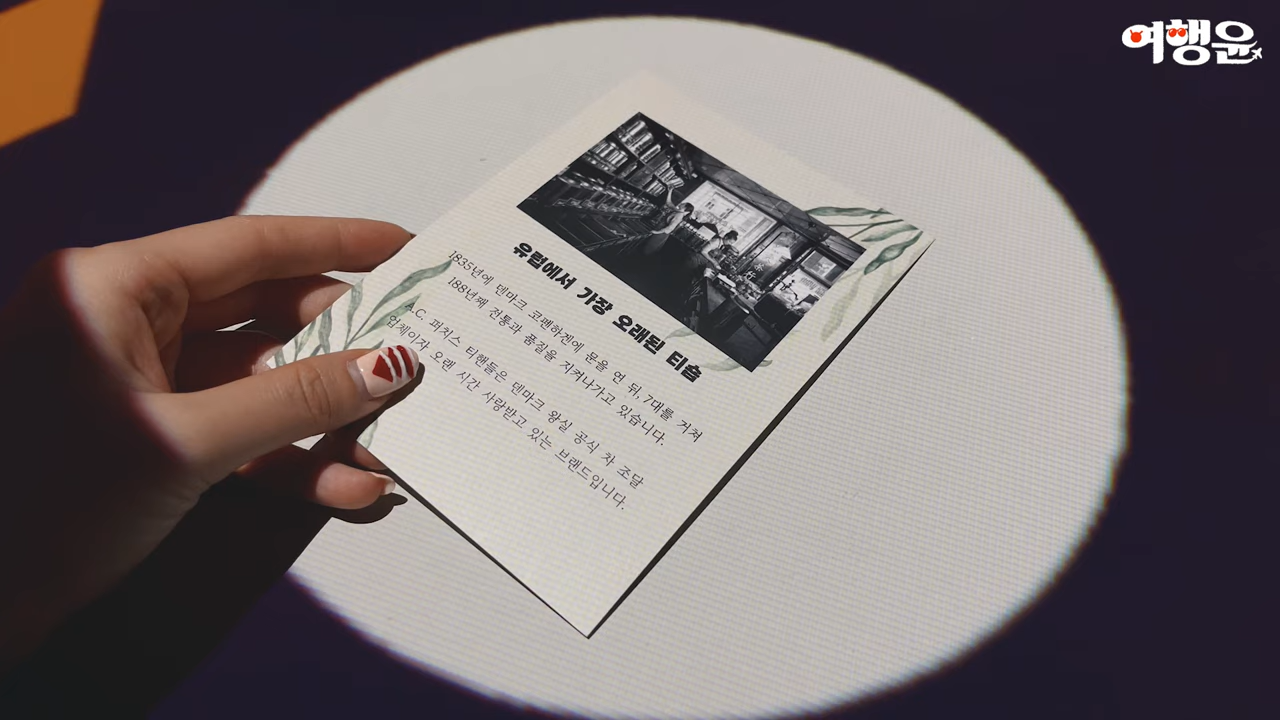 여행윤
유럽에서 가장 오래된 티숍
1835년에 덴마크 코펜하겐에 문을 연 뒤, 7대를 거쳐
188년째 전통과 품질을 지켜나가고 있습니다.
A.C. 퍼치스 티핸들은 덴마크 왕실 공식 차 조달
업체이자 오랜 시간 사랑받고 있는 브랜드입니다.